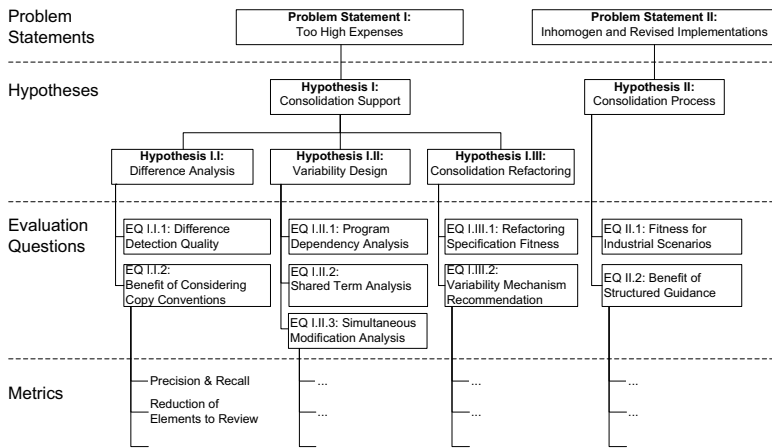 Problem
Statements
Problem Statement I:
Too High Expenses
Problem Statement II:
Inhomogen and Revised Implementations
Hypotheses
Hypothesis I:
Consolidation Support
Hypothesis II:
Consolidation Process
Hypothesis I.I:
Difference Analysis
Hypothesis I.II:
Variability Design
Hypothesis I.III:
Consolidation Refactoring
Evaluation
Questions
EQ I.I.1: Difference
Detection Quality
EQ I.II.1: Program
Dependency Analysis
EQ I.III.1: Refactoring
Specification Fitness
EQ II.1: Fitness for
Industrial Scenarios
EQ I.I.2:
Benefit of Considering
Copy Conventions
EQ I.II.2:
Shared Term Analysis
EQ I.III.2:
Variability Mechanism
Recommendation
EQ II.2: Benefit of
Structured Guidance
EQ I.II.3: Simultaneous
Modification Analysis
Metrics
Precision & Recall
...
...
...
Reduction of
Elements to Review
...
...
...